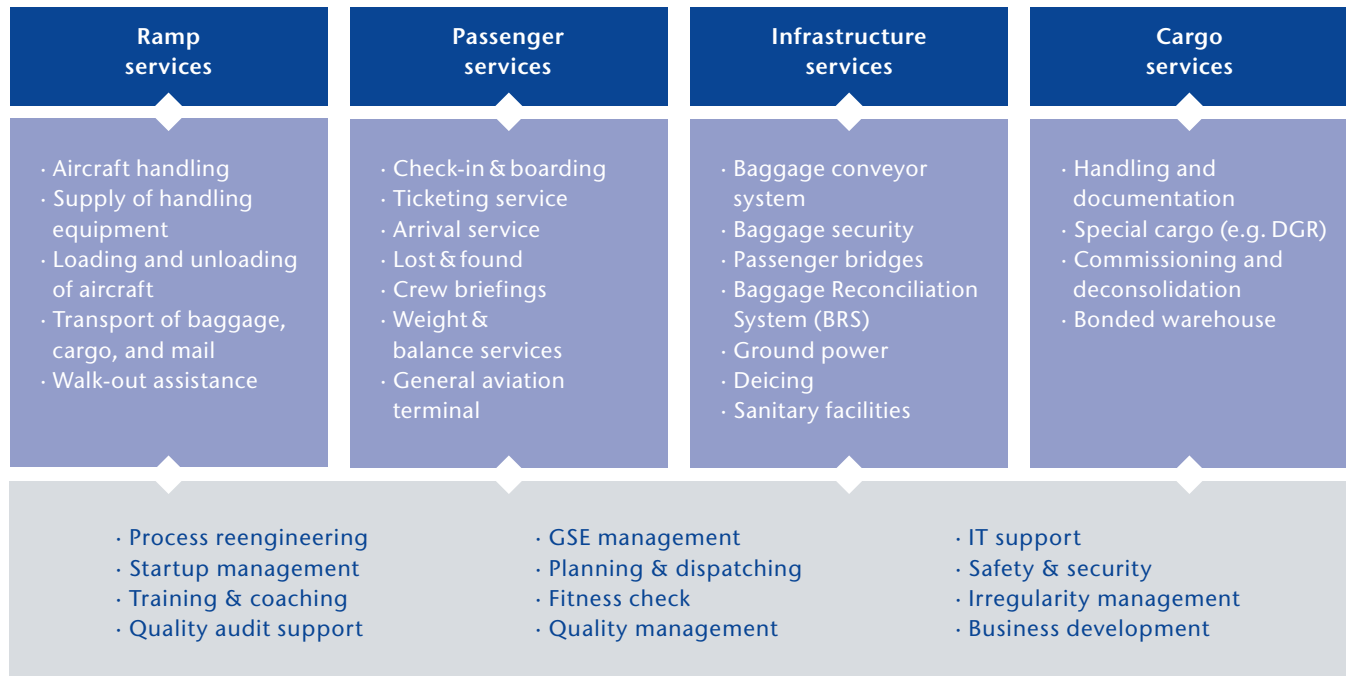 Ramp
services
Passenger
services
Infrastructure
services
Cargo
services
· Aircraft handling
· Supply of handling
equipment
· Loading and unloading
of aircraft
· Transport of baggage,
cargo, and mail
· Walk-out assistance
· Check-in & boarding
· Ticketing service
· Arrival service
· Lost & found
· Crew briefings
· Weight &
balance services
· General aviation
terminal
· Baggage conveyor
system
· Baggage security
· Passenger bridges
· Baggage Reconciliation
System (BRS)
· Ground power
· Deicing
· Sanitary facilities
· Handling and
documentation
· Special cargo (e.g. DGR)
· Commissioning and
deconsolidation
· Bonded warehouse
· Process reengineering
· Startup management
· Training & coaching
· Quality audit support
· GSE management
· Planning & dispatching
· Fitness check
· Quality management
· IT support
· Safety & security
· Irregularity management
· Business development